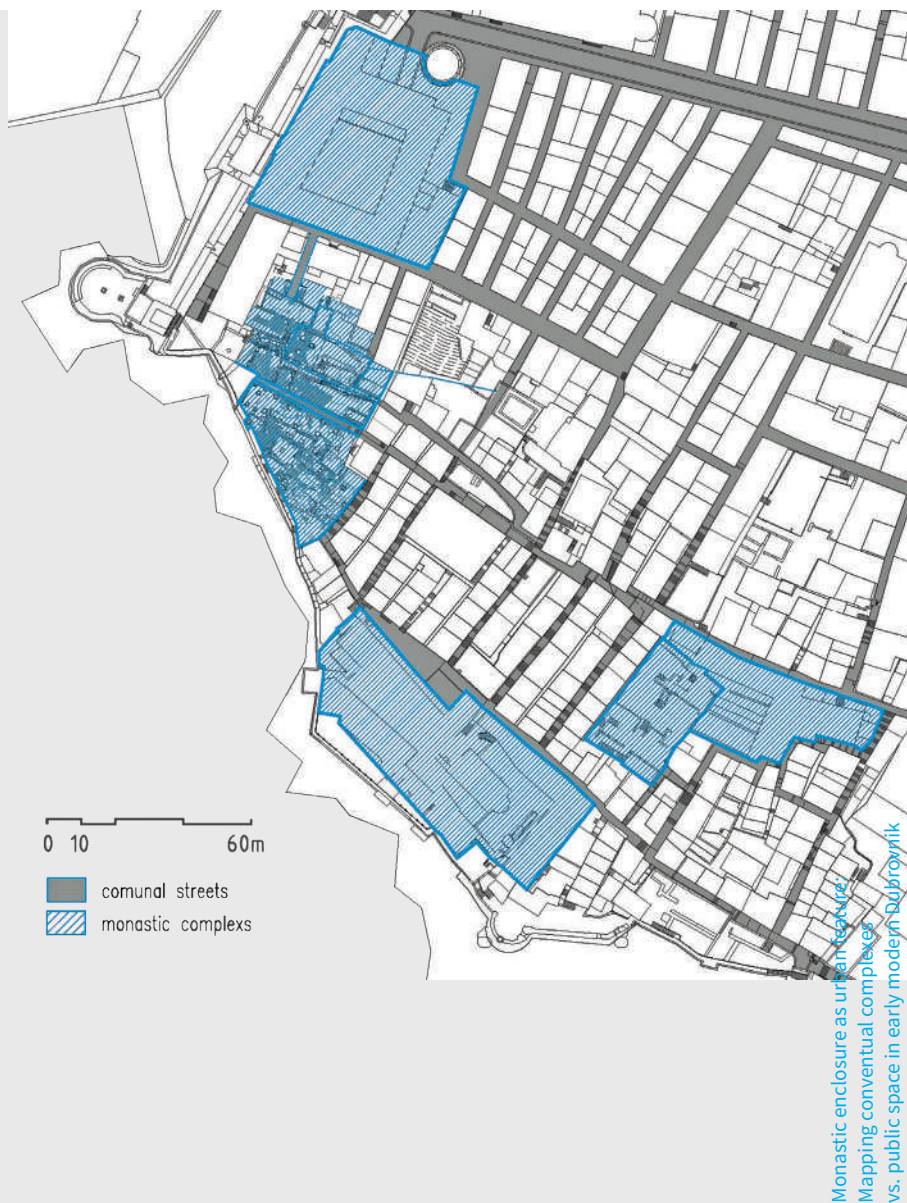 0 10 60m
comunal streets
monastic complexs
Monastic enclosure as urban feature:
Mapping conventual complexes
vs. public space in early modern Dubrovnik